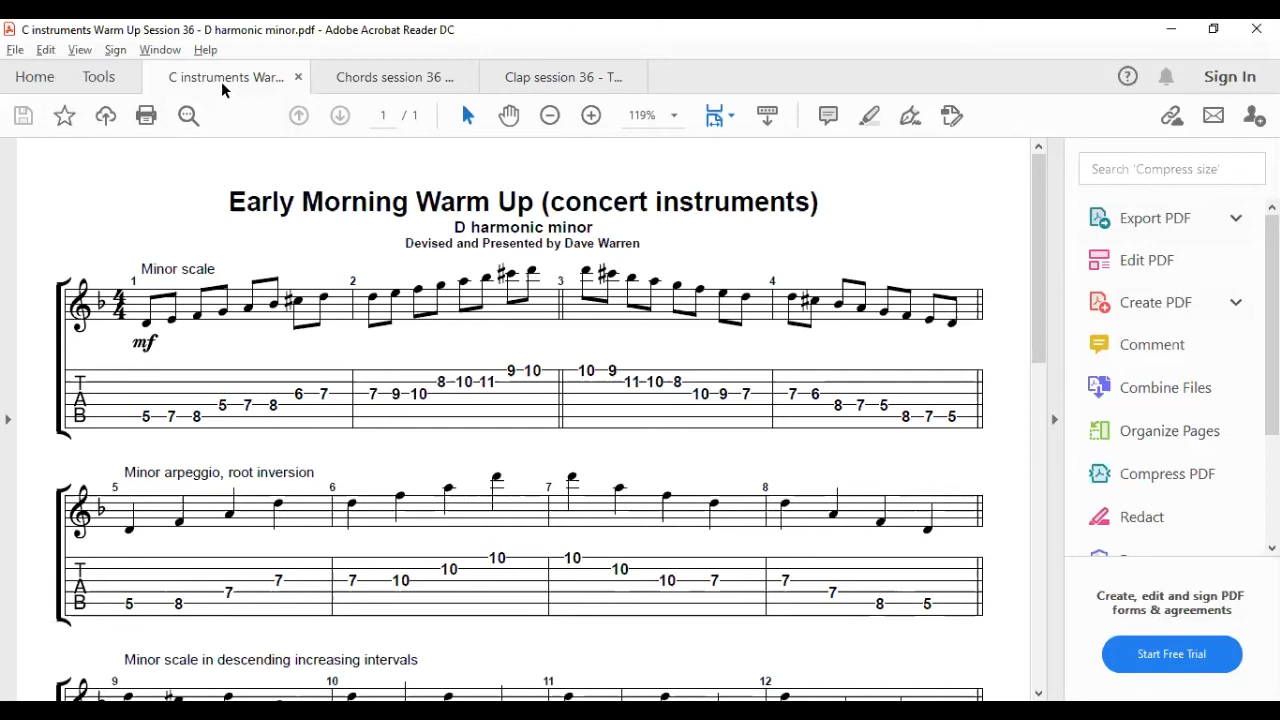 C instruments Warm Up Session 36 - D harmonic minor.pdf - Adobe Acrobat Reader DC
File Edit View Sign Window Help
Home Tools C instruments War... × Chords session 36 ... Clap session 36 - T... ? Sign In
1 / 1 119%
Search 'Compress size'
Export PDF
Edit PDF
Create PDF
Comment
Combine Files
Organize Pages
Compress PDF
Redact
Create, edit and sign PDF
forms & agreements
Start Free Trial
Early Morning Warm Up (concert instruments)
D harmonic minor
Devised and Presented by Dave Warren
Minor scale
1 2 3 4
4
4
mf
T
A
B
9 10 10 9
8 10 11 11 10 8
6 7 7 9 10 10 9 7 7 6
5 7 8 8 7 5
5 7 8 8 7 5
Minor arpeggio, root inversion
5 6 7 8
T
A
B
10 10
10 10
7 7 10 10 7 7
7 7
5 8 8 5
Minor scale in descending increasing intervals
9 10 11 12